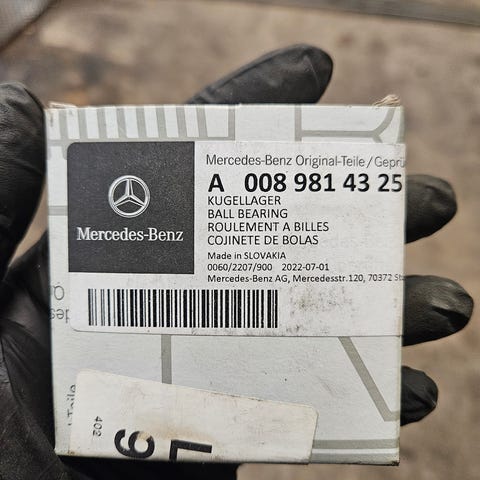 Mercedes-Benz Original-Teile/Geprü
A 008 981 43 25
KUGELLAGER
BALL BEARING
ROULEMENT A BILLES
COJINETE DE BOLAS
Made in SLOVAKIA
0060/2207/900 2022-07-01
Mercedes-Benz AG, Mercedesstr.120, 70372 St
Mercedes-Benz
402
L
9